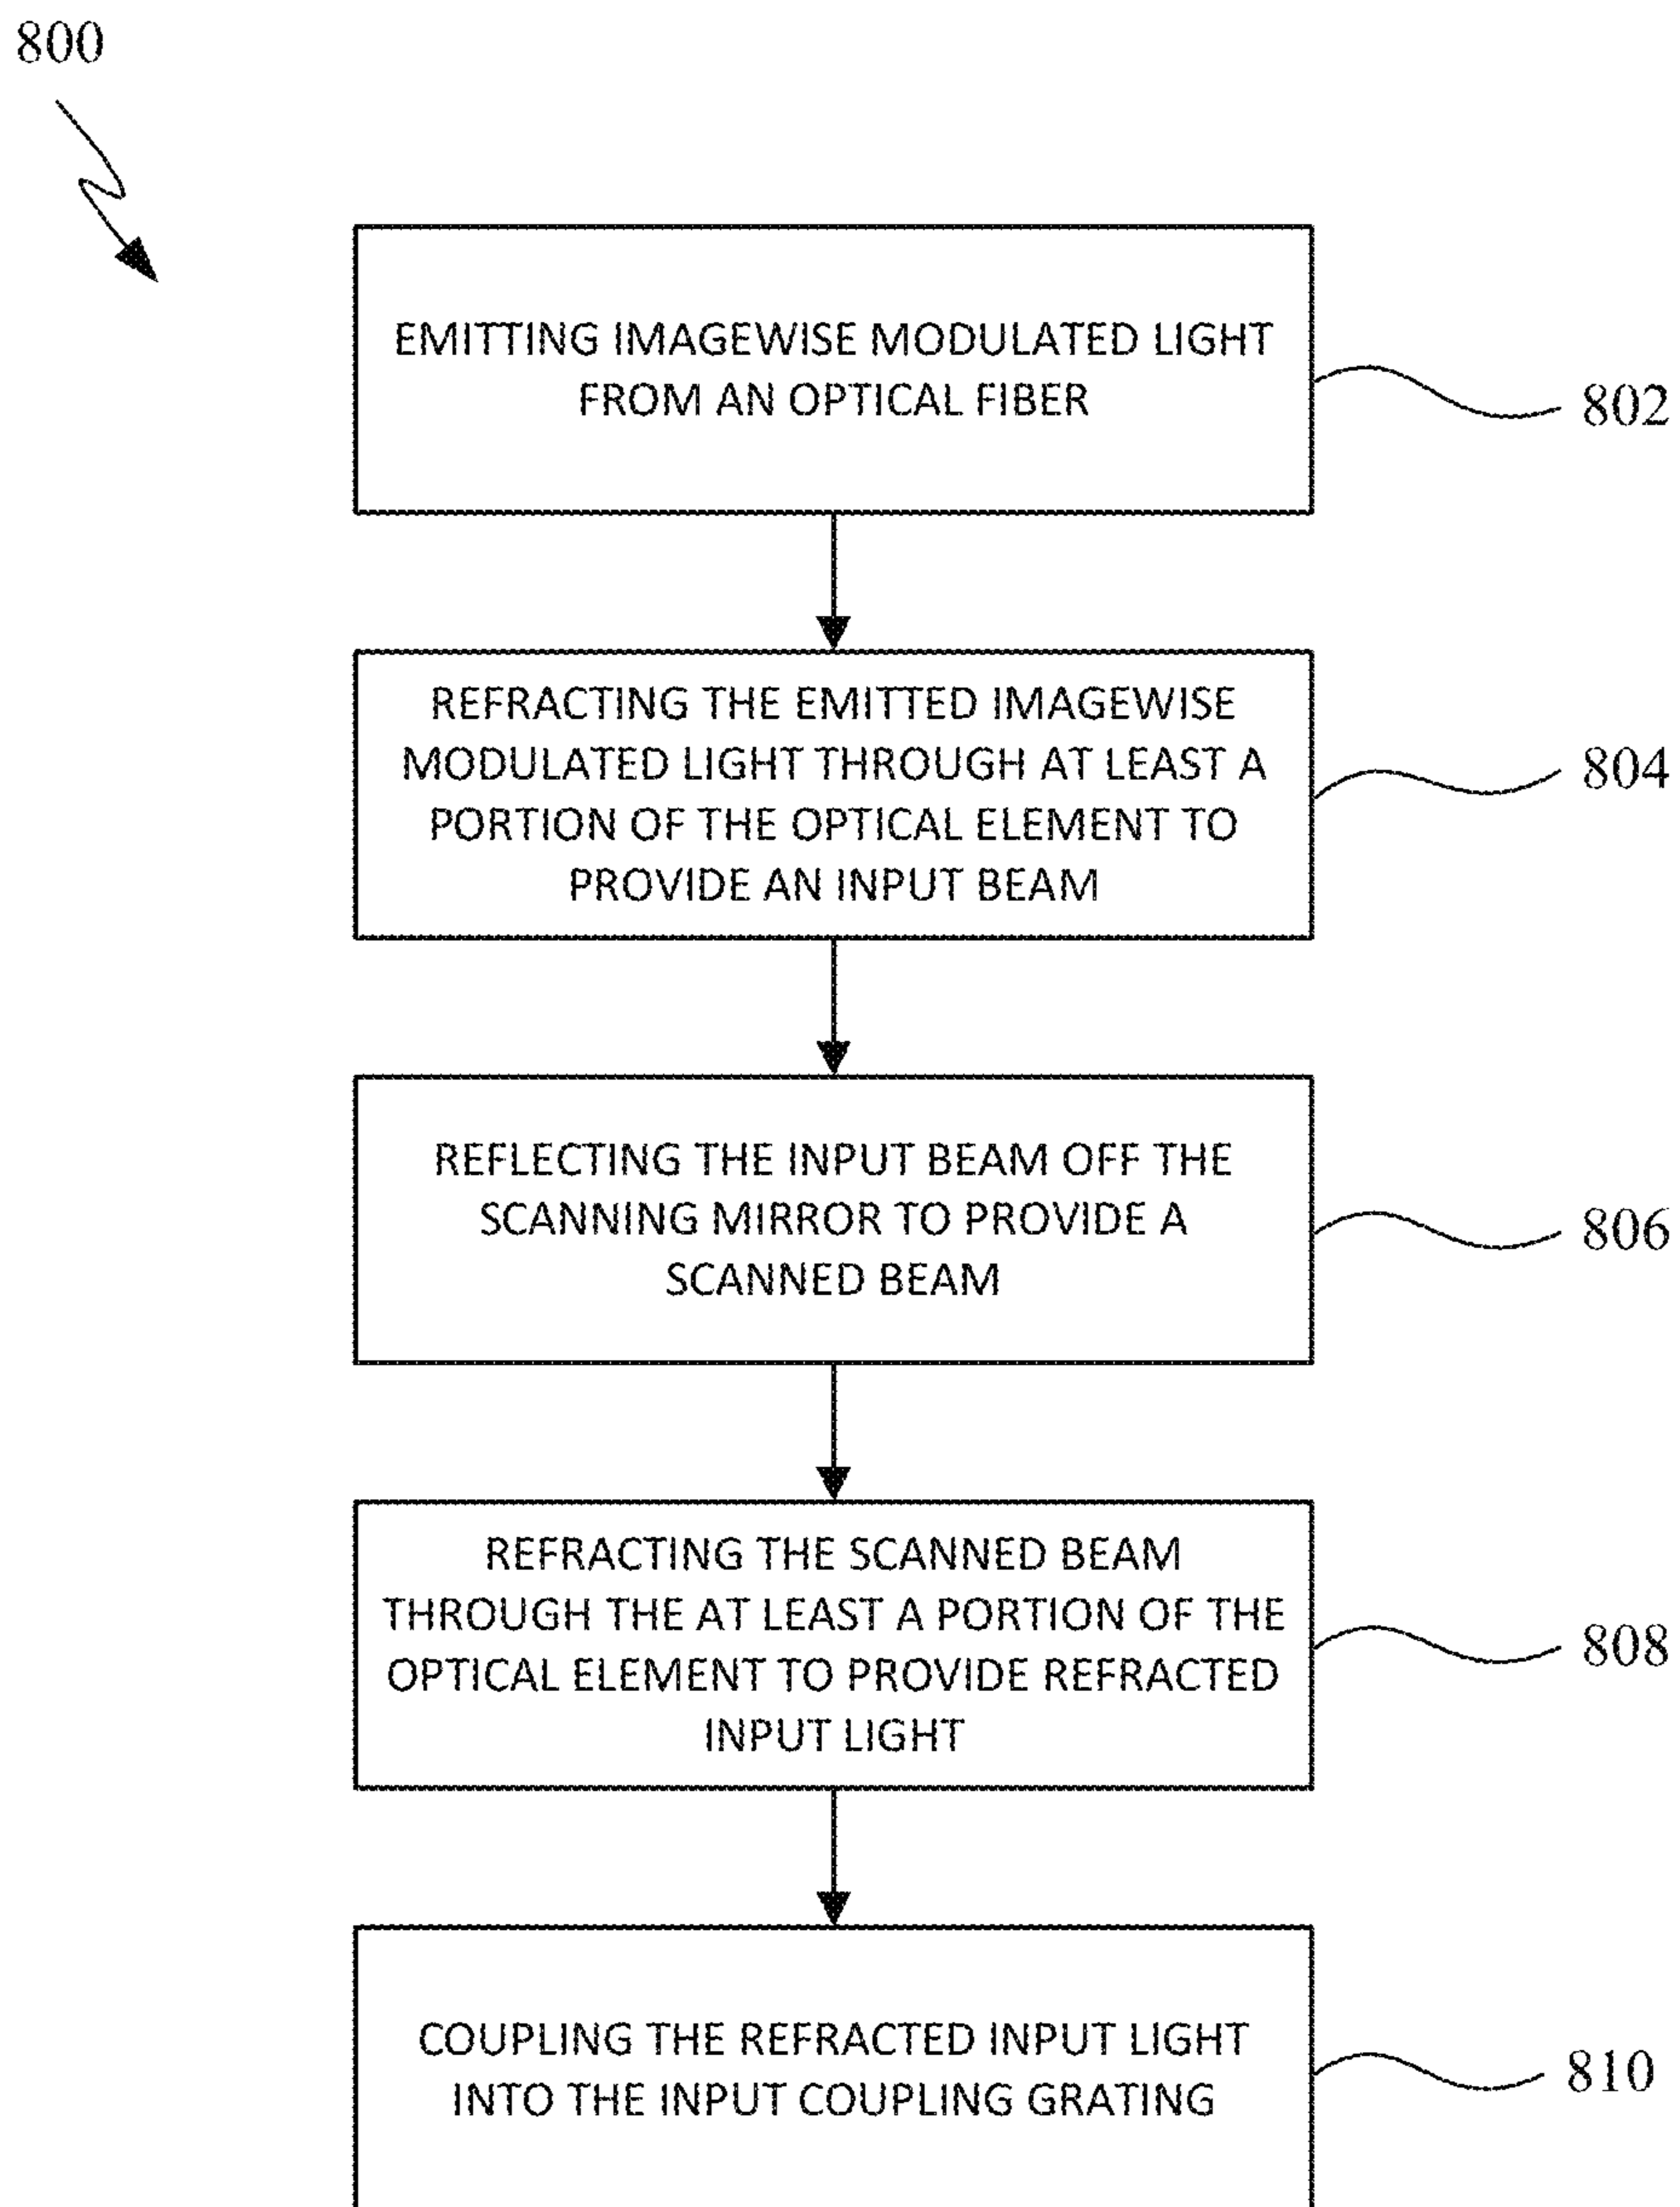 800
EMITTING IMAGEWISE MODULATED LIGHT
FROM AN OPTICAL FIBER
802
REFRACTING THE EMITTED IMAGEWISE
MODULATED LIGHT THROUGH AT LEAST A
PORTION OF THE OPTICAL ELEMENT TO
PROVIDE AN INPUT BEAM
804
REFLECTING THE INPUT BEAM OFF THE
SCANNING MIRROR TO PROVIDE A
SCANNED BEAM
806
REFRACTING THE SCANNED BEAM
THROUGH THE AT LEAST A PORTION OF THE
OPTICAL ELEMENT TO PROVIDE REFRACTED
INPUT LIGHT
808
COUPLING THE REFRACTED INPUT LIGHT
INTO THE INPUT COUPLING GRATING
810